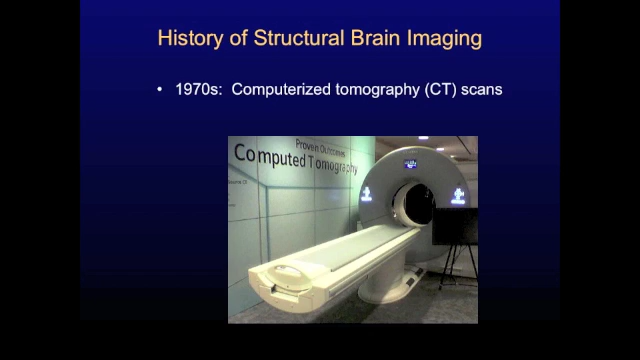 History of Structural Brain Imaging
• 1970s: Computerized tomography (CT) scans
Proven Outcomes
Computed Tomography